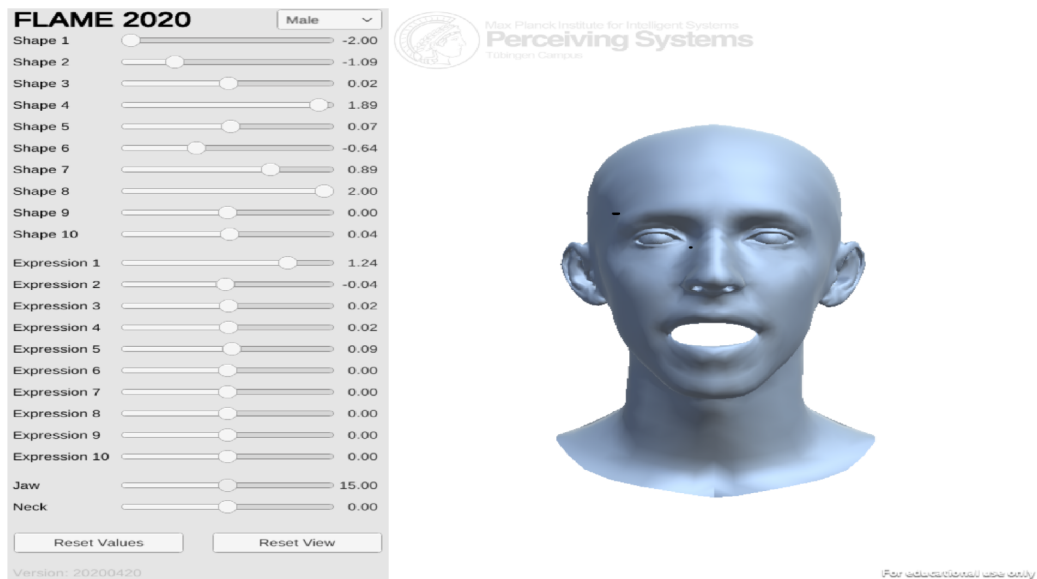 FLAME 2020
Male
Shape 1 -2.00
Shape 2 -1.09
Shape 3 0.02
Shape 4 1.89
Shape 5 0.07
Shape 6 -0.64
Shape 7 0.89
Shape 8 2.00
Shape 9 0.00
Shape 10 0.04
Expression 1 1.24
Expression 2 -0.04
Expression 3 0.02
Expression 4 0.02
Expression 5 0.09
Expression 6 0.00
Expression 7 0.00
Expression 8 0.00
Expression 9 0.00
Expression 10 0.00
Jaw 15.00
Neck 0.00
Reset Values Reset View
Version: 20200420
Max Planck Institute for Intelligent Systems
Perceiving Systems
Tübingen Campus
For educational use only